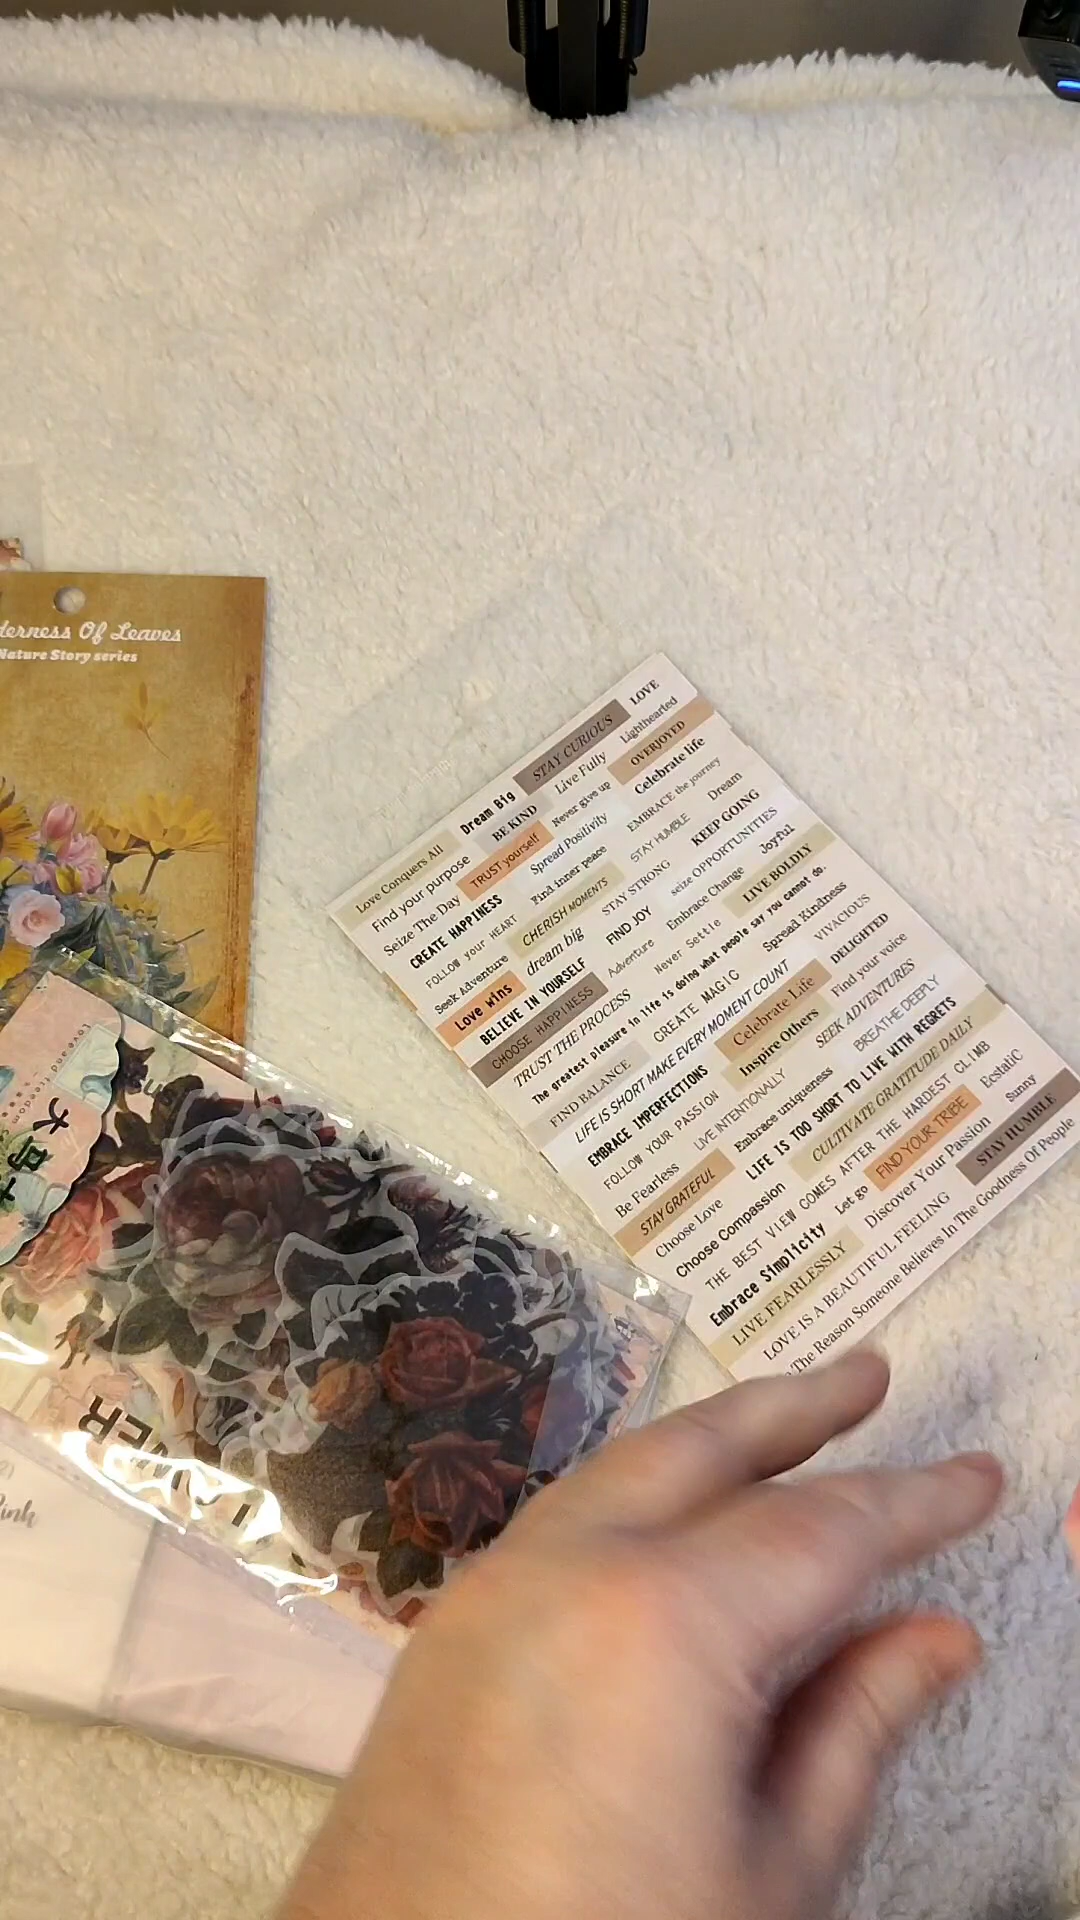 derness Of Leaves
Nature Story series
LOVE
STAY CURIOUS
Lighthearted
Dream Big
Live Fully
OVERJOYED
Love Conquers All
BE KIND
Never give up
Celebrate life
Find your purpose
TRUST yourself
Spread Positivity
EMBRACE the journey
Dream
Seize The Day
Find inner peace
STAY HUMBLE
KEEP GOING
CREATE HAPPINESS
CHERISH MOMENTS
STAY STRONG
seize OPPORTUNITIES
Joyful
FOLLOW your HEART
dream big
FIND JOY
Embrace Change
LIVE BOLDLY
Seek Adventure
BELIEVE IN YOURSELF
Adventure
Never Settle
Love wins
CHOOSE HAPPINESS
The greatest pleasure in life is doing what people say you cannot do.
Spread Kindness
VIVACIOUS
TRUST THE PROCESS
CREATE MAGIC
DELIGHTED
FIND BALANCE
LIFE IS SHORT MAKE EVERY MOMENT COUNT
Celebrate Life
Find your voice
EMBRACE IMPERFECTIONS
Inspire Others
SEEK ADVENTURES
FOLLOW YOUR PASSION
LIVE INTENTIONALLY
Embrace uniqueness
BREATHE DEEPLY
Be Fearless
LIFE IS TOO SHORT TO LIVE WITH REGRETS
STAY GRATEFUL
CULTIVATE GRATITUDE DAILY
Choose Love
Choose Compassion
THE BEST VIEW COMES AFTER THE HARDEST CLIMB
EcstatiC
Embrace Simplicity
Let go
FIND YOUR TRIBE
Sunny
LIVE FEARLESSLY
Discover Your Passion
STAY HUMBLE
LOVE IS A BEAUTIFUL FEELING
The Reason Someone Believes In The Goodness Of People
Love and freedom
ink